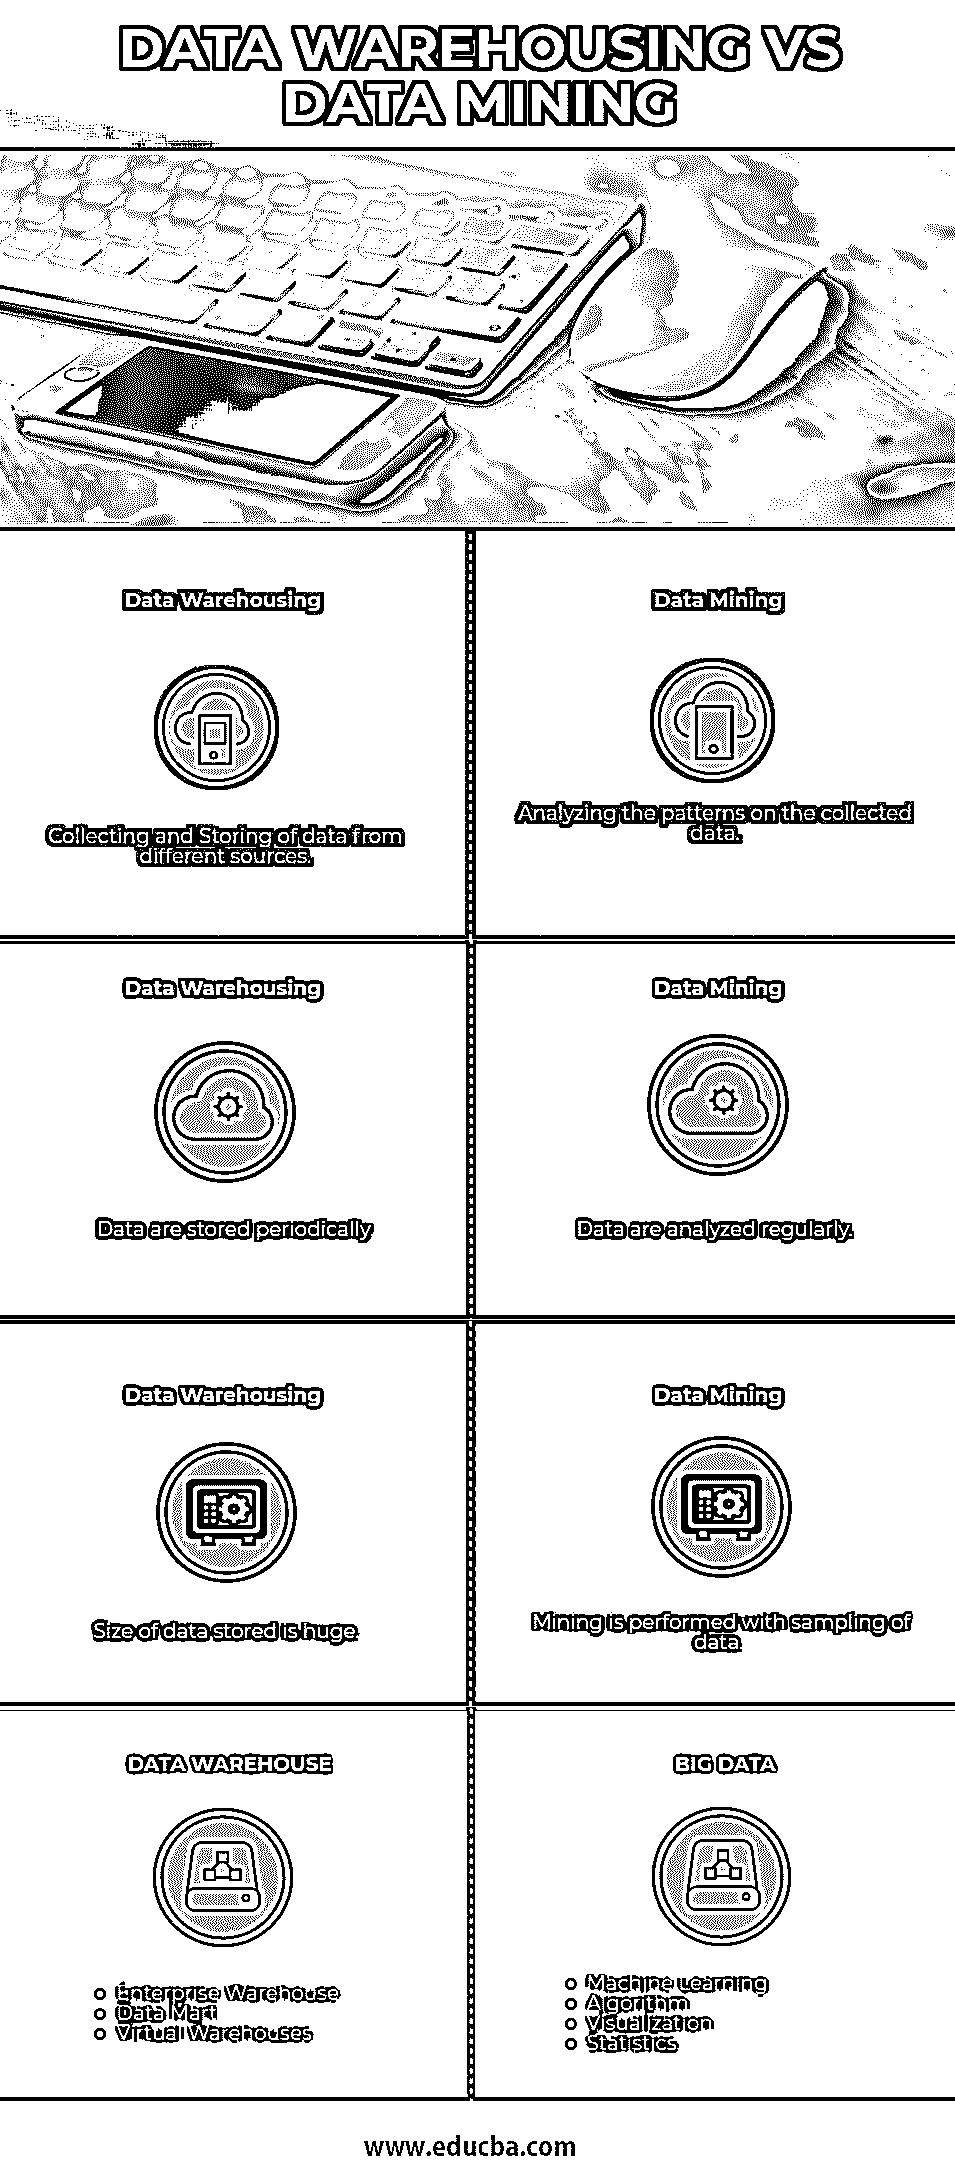 DATA WAREHOUSING VS
DATA MINING
Data Warehousing
Data Mining
Collecting and Storing of data from
different sources.
Analyzing the patterns on the collected
data.
Data Warehousing
Data Mining
Data are stored periodically
Data are analyzed regularly.
Data Warehousing
Data Mining
Size of data stored is huge
Mining is performed with sampling of
data
DATA WAREHOUSE
BIG DATA
Enterprise Warehouse
Data Mart
Virtual Warehouses
Machine Learning
Algorithm
Visualization
Statistics
www.educba.com